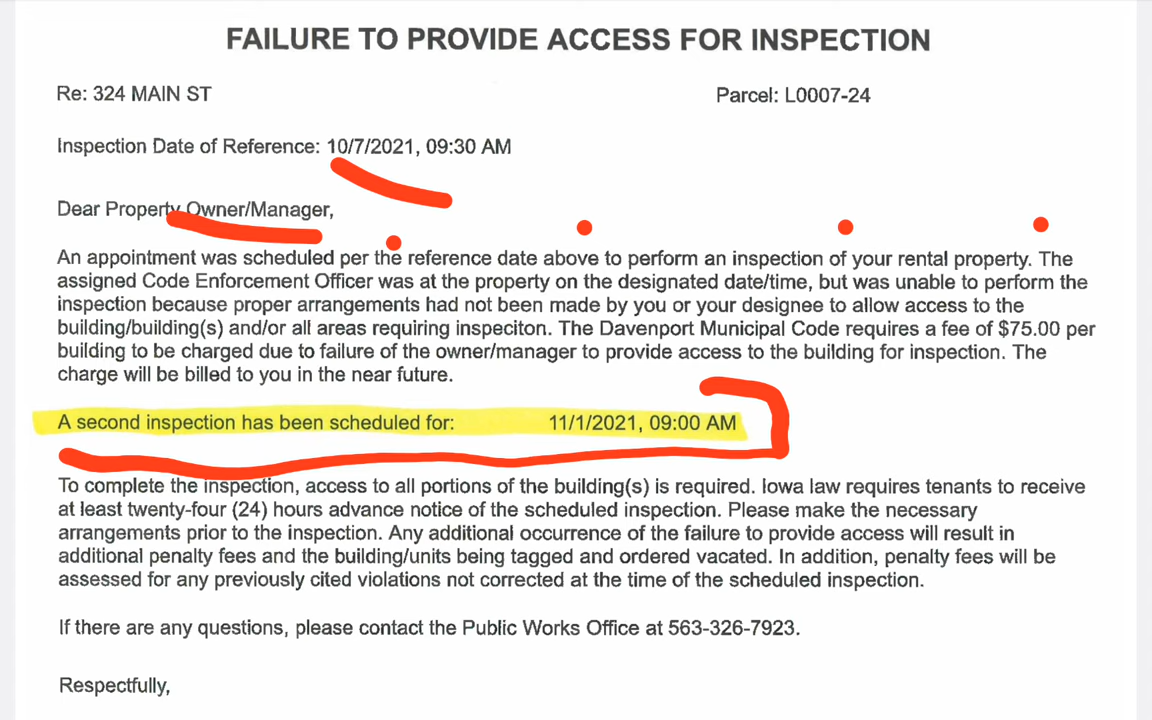 FAILURE TO PROVIDE ACCESS FOR INSPECTION
Re: 324 MAIN ST Parcel: L0007-24
Inspection Date of Reference: 10/7/2021, 09:30 AM
Dear Property Owner/Manager,
An appointment was scheduled per the reference date above to perform an inspection of your rental property. The
assigned Code Enforcement Officer was at the property on the designated date/time, but was unable to perform the
inspection because proper arrangements had not been made by you or your designee to allow access to the
building/building(s) and/or all areas requiring inspeciton. The Davenport Municipal Code requires a fee of $75.00 per
building to be charged due to failure of the owner/manager to provide access to the building for inspection. The
charge will be billed to you in the near future.
A second inspection has been scheduled for: 11/1/2021, 09:00 AM
To complete the inspection, access to all portions of the building(s) is required. Iowa law requires tenants to receive
at least twenty-four (24) hours advance notice of the scheduled inspection. Please make the necessary
arrangements prior to the inspection. Any additional occurrence of the failure to provide access will result in
additional penalty fees and the building/units being tagged and ordered vacated. In addition, penalty fees will be
assessed for any previously cited violations not corrected at the time of the scheduled inspection.
If there are any questions, please contact the Public Works Office at 563-326-7923.
Respectfully,